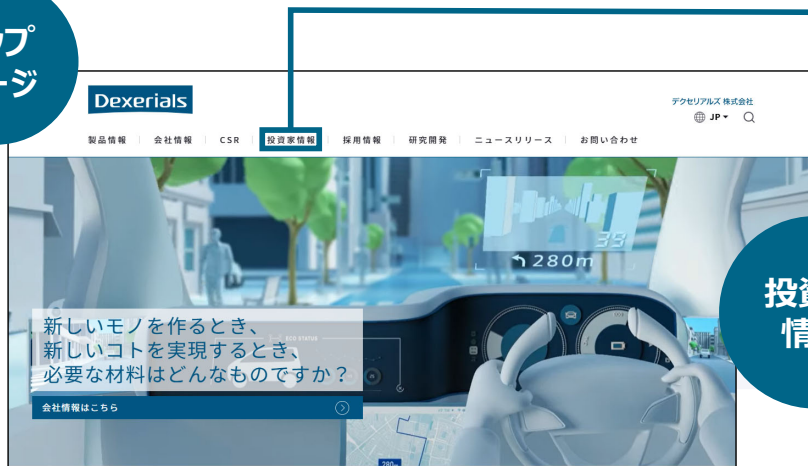 ップ
ージ
Dexerials
デクセリアルズ 株式会社
JP
製品情報 会社情報 CSR 投資家情報 採用情報 研究開発 ニュースリリース お問い合わせ
39
280m
投資
情
新しいモノを作るとき、
新しいコトを実現するとき、
必要な材料はどんなものですか？
ECO STATUS
会社情報はこちら
280m